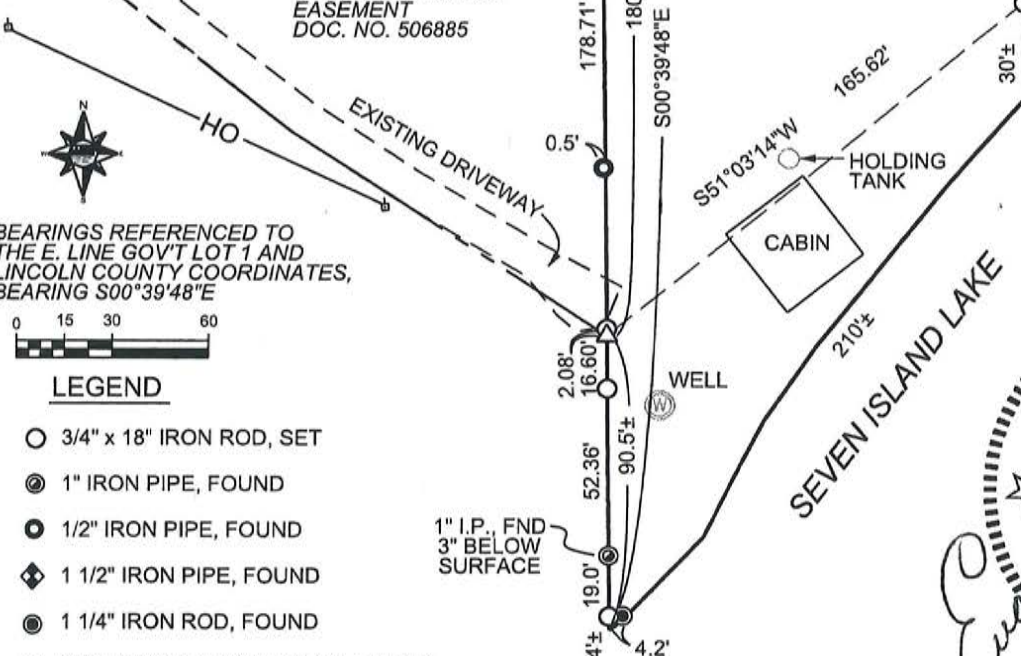 EASEMENT
DOC. NO. 506885
178.71'
180
S00°39'48"E
165.62'
30'±
HO
EXISTING DRIVEWAY
0.5'
S51°03'14"W
HOLDING
TANK
CABIN
N
BEARINGS REFERENCED TO
THE E. LINE GOV'T LOT 1 AND
LINCOLN COUNTY COORDINATES,
BEARING S00°39'48"E
0 15 30 60
2.08'
16.60'
WELL
W
210'±
SEVEN ISLAND LAKE
LEGEND
3/4" x 18" IRON ROD, SET
1" IRON PIPE, FOUND
1/2" IRON PIPE, FOUND
1 1/2" IRON PIPE, FOUND
1 1/4" IRON ROD, FOUND
52.36'
90.5'±
1" I.P., FND
3" BELOW
SURFACE
19.0'
4'±
4.2'